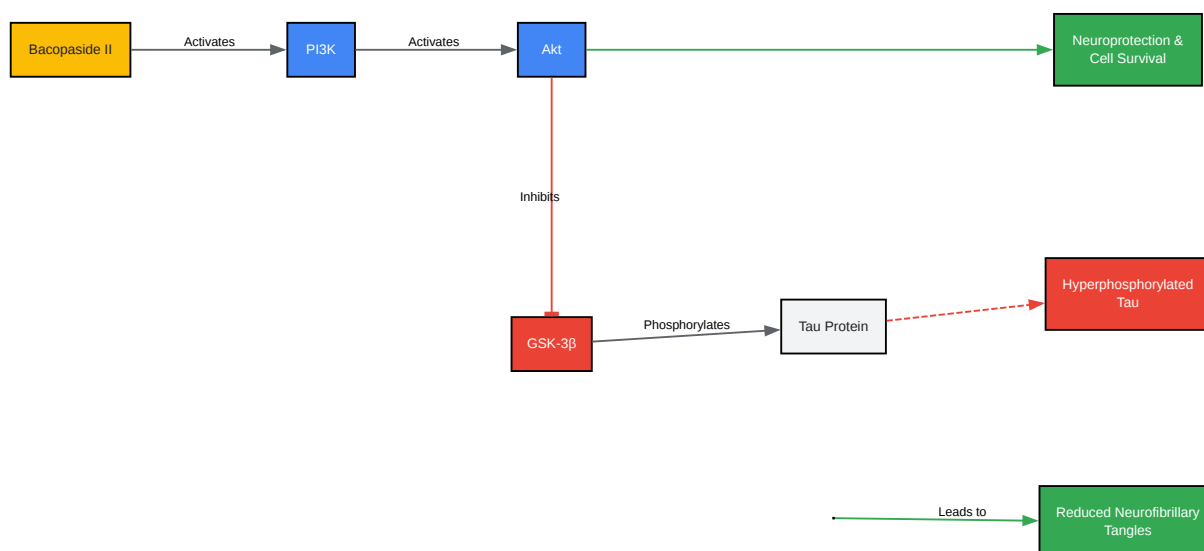 Bacopaside II
Activates
PI3K
Activates
Akt
Neuroprotection &
Cell Survival
Inhibits
GSK-3β
Phosphorylates
Tau Protein
Hyperphosphorylated
Tau
Leads to
Reduced Neurofibrillary
Tangles